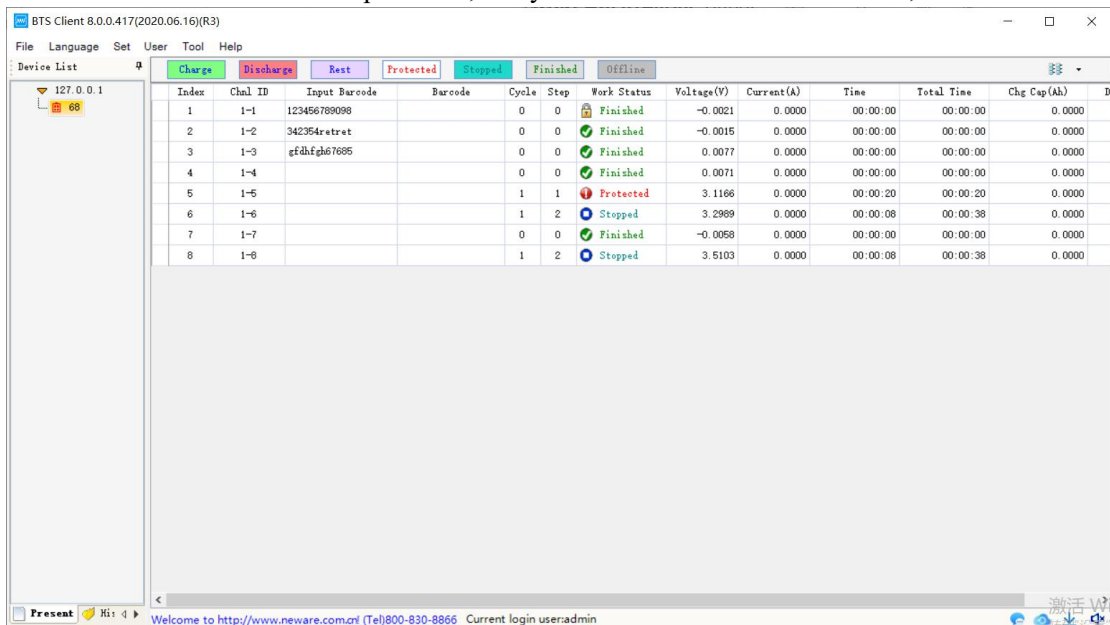 BTS Client 8.0.0.417(2020.06.16)(R3)
File Language Set User Tool Help
Device List
Charge Discharge Rest Protected Stopped Finished Offline
127.0.0.1
68
Index Chnl ID Input Barcode Barcode Cycle Step Work Status Voltage(V) Current(A) Time Total Time Chg Cap(Ah) D
1 1-1 123456789098 0 0 Finished -0.0021 0.0000 00:00:00 00:00:00 0.0000
2 1-2 342354retret 0 0 Finished -0.0015 0.0000 00:00:00 00:00:00 0.0000
3 1-3 gfdhfgh67685 0 0 Finished 0.0077 0.0000 00:00:00 00:00:00 0.0000
4 1-4 0 0 Finished 0.0071 0.0000 00:00:00 00:00:00 0.0000
5 1-5 1 1 Protected 3.1166 0.0000 00:00:20 00:00:20 0.0000
6 1-6 1 2 Stopped 3.2989 0.0000 00:00:08 00:00:38 0.0000
7 1-7 0 0 Finished -0.0058 0.0000 00:00:00 00:00:00 0.0000
8 1-8 1 2 Stopped 3.5103 0.0000 00:00:08 00:00:38 0.0000
Present His
激活 Wi
Welcome to http://www.neware.com.cn! (Tel)800-830-8866 Current login user:admin